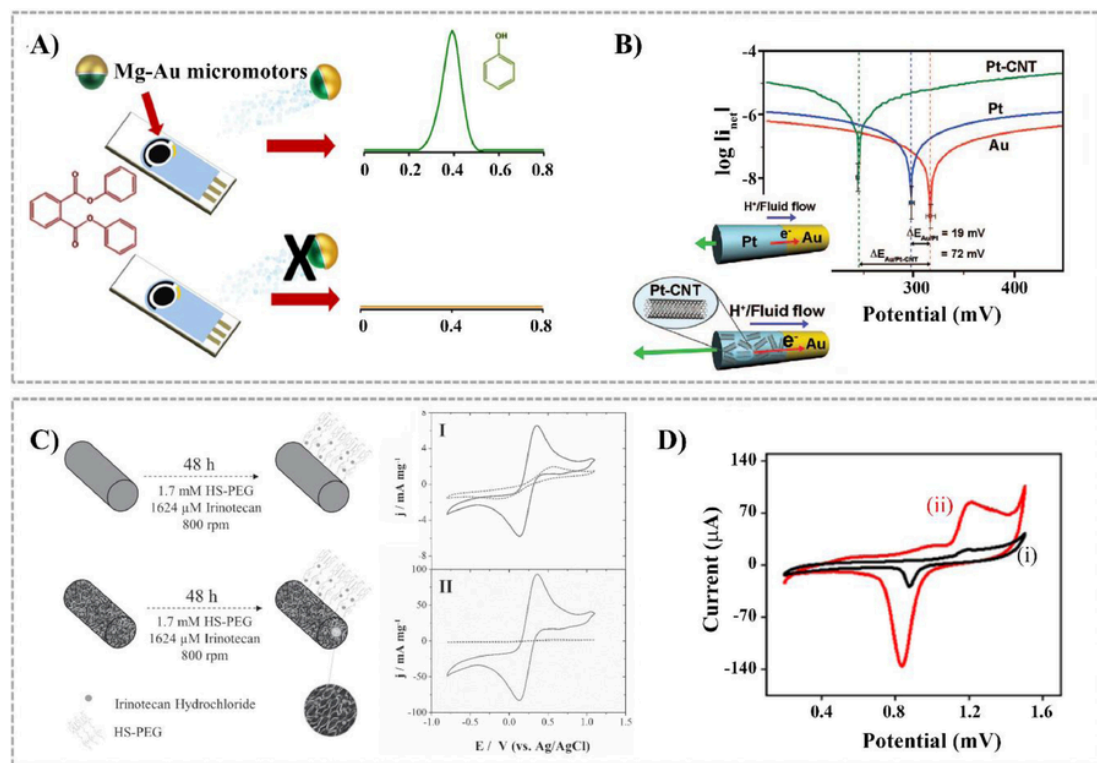 A)
Mg-Au micromotors
OH
O
O
O
O
0 0.2 0.4 0.6 0.8
X
0 0.4 0.8
B)
log |i_net|
-4
-6
-8
Pt-CNT
Pt
Au
ΔE_Au/Pt = 19 mV
ΔE_Au/Pt-CNT = 72 mV
300 400
Potential (mV)
H⁺/Fluid flow
Pt e⁻ Au
Pt-CNT
H⁺/Fluid flow
e⁻ Au
C)
48 h
1.7 mM HS-PEG
1624 µM Irinotecan
800 rpm
48 h
1.7 mM HS-PEG
1624 µM Irinotecan
800 rpm
Irinotecan Hydrochloride
HS-PEG
I
j / mA mg⁻¹
8
4
0
-4
-8
II
j / mA mg⁻¹
100
50
0
-50
-100
-1.0 -0.5 0.0 0.5 1.0 1.5
E / V (vs. Ag/AgCl)
D)
Current (µA)
140
70
0
-70
-140
(ii)
(i)
0.4 0.8 1.2 1.6
Potential (mV)